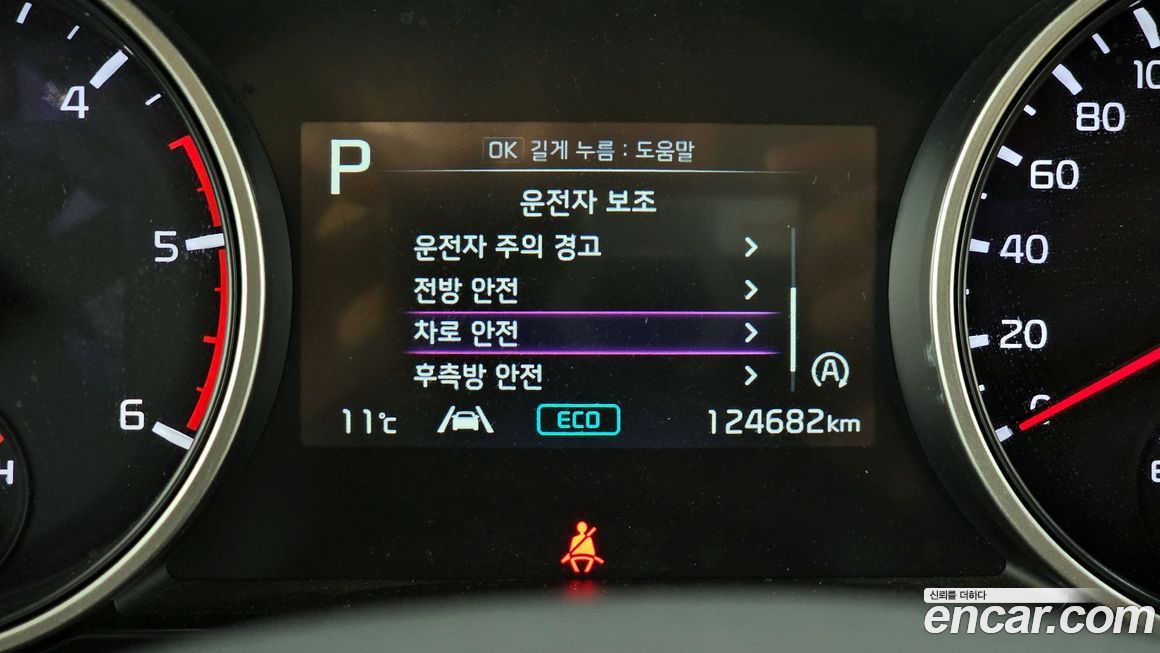 P
OK 길게 누름 : 도움말
운전자 보조
운전자 주의 경고
전방 안전
차로 안전
후측방 안전
A
11℃
ECO
124682km
4
5
6
H
80
60
40
20
신뢰를 더하다
encar.com